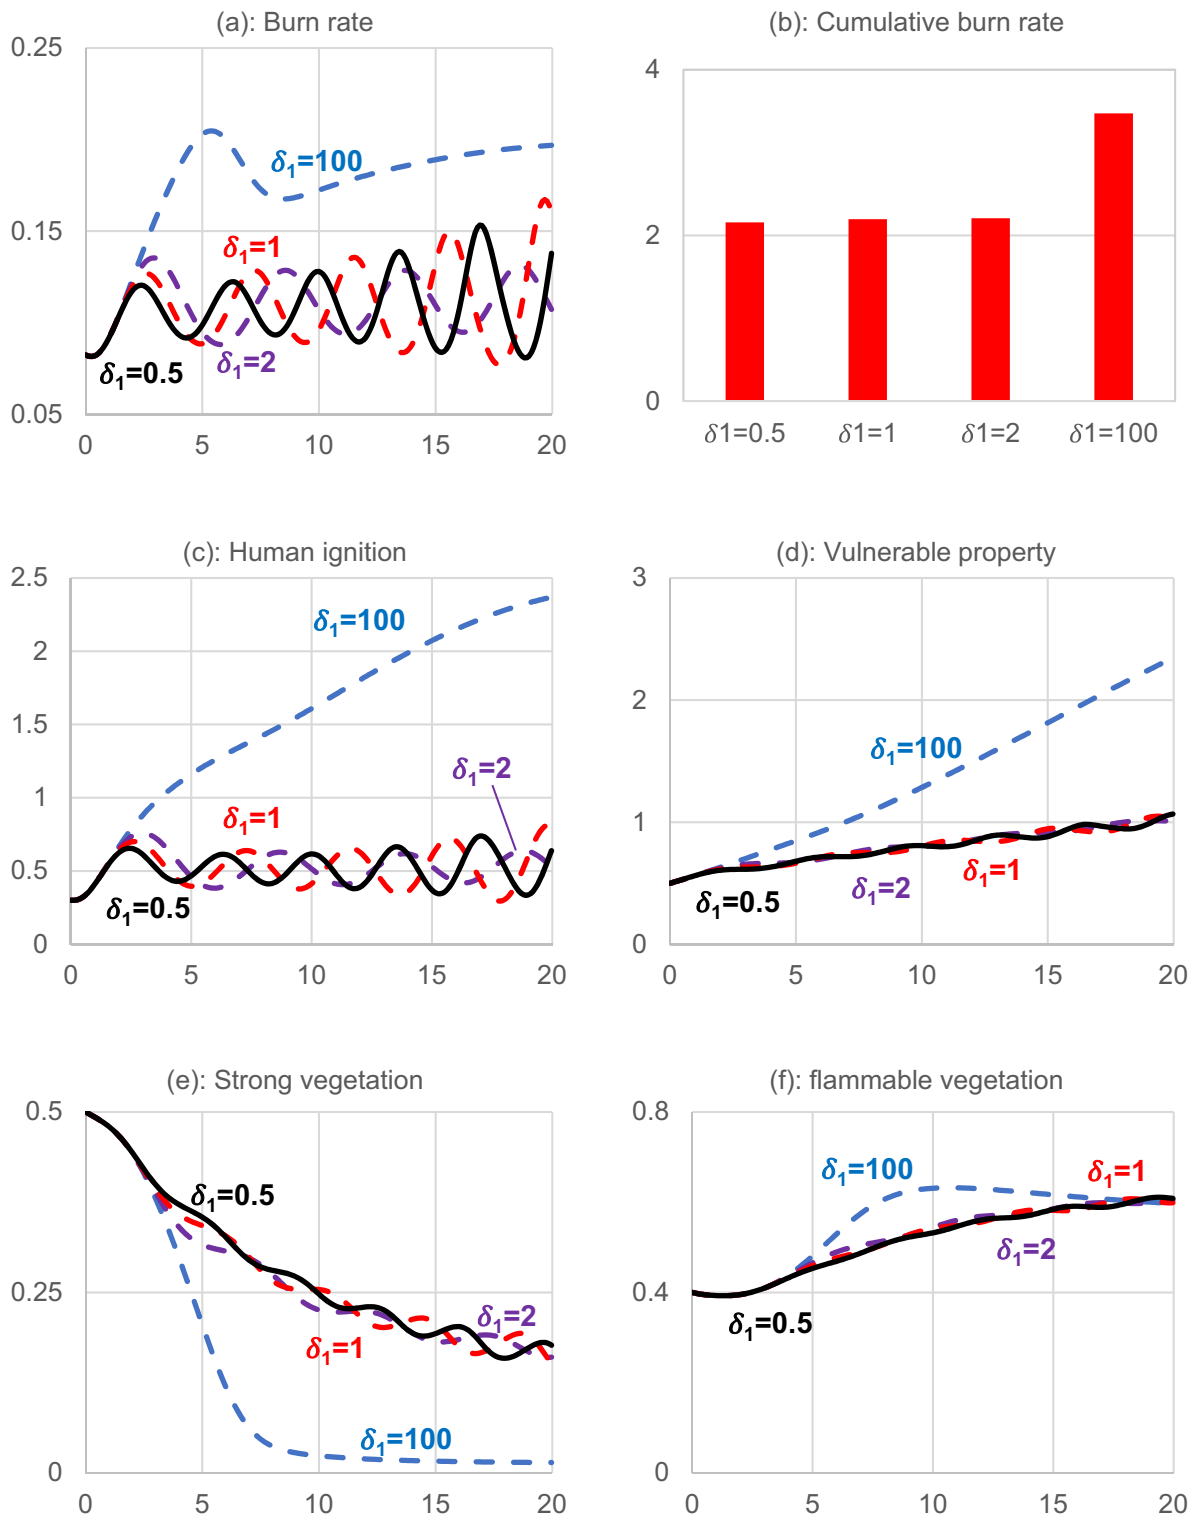 (a): Burn rate
0.25
0.15
0.05
δ₁=100
δ₁=1
δ₁=2
δ₁=0.5
0 5 10 15 20
(b): Cumulative burn rate
4
2
0
δ1=0.5 δ1=1 δ1=2 δ1=100
(c): Human ignition
2.5
2
1.5
1
0.5
0
δ₁=100
δ₁=2
δ₁=1
δ₁=0.5
0 5 10 15 20
(d): Vulnerable property
3
2
1
0
δ₁=100
δ₁=1
δ₁=2
δ₁=0.5
0 5 10 15 20
(e): Strong vegetation
0.5
0.25
0
δ₁=0.5
δ₁=2
δ₁=1
δ₁=100
0 5 10 15 20
(f): flammable vegetation
0.8
0.4
0
δ₁=100
δ₁=1
δ₁=2
δ₁=0.5
0 5 10 15 20